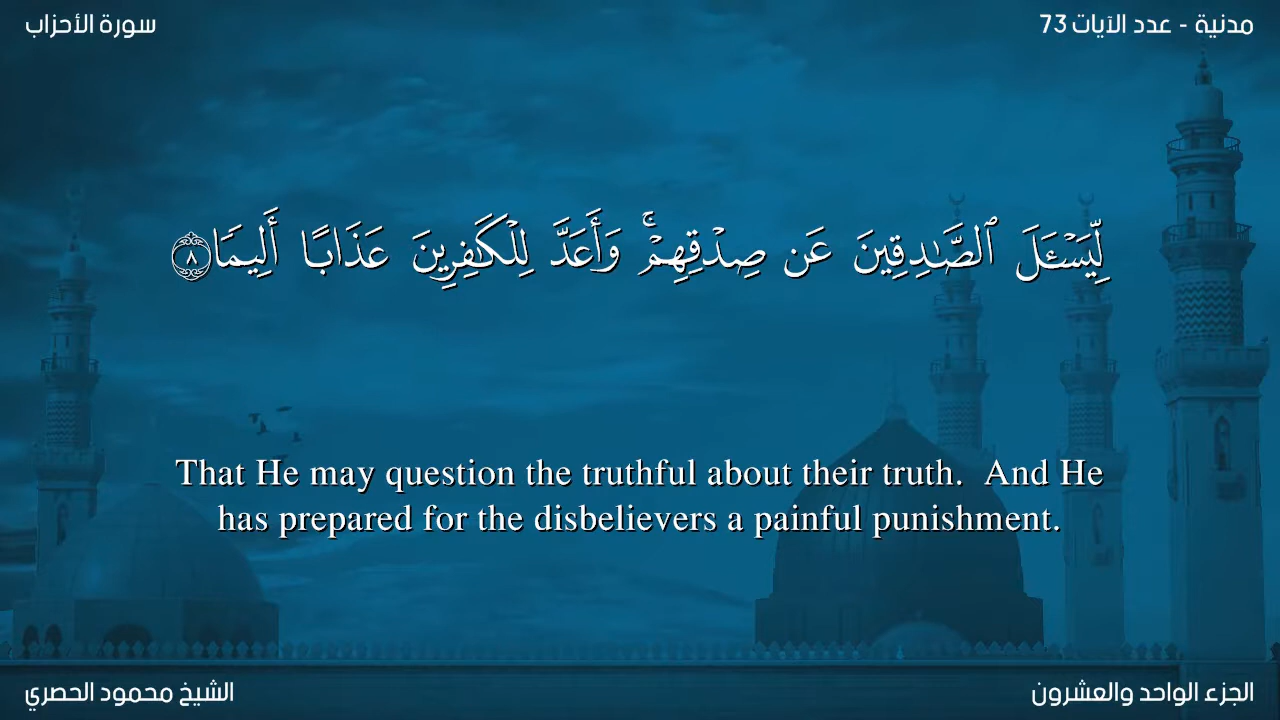 مدنية - عدد الآيات 73
سورة الأحزاب
لِّيَسْـَٔلَ ٱلصَّـٰدِقِينَ عَن صِدْقِهِمْ ۚ وَأَعَدَّ لِلْكَـٰفِرِينَ عَذَابًا أَلِيمًا ٨
That He may question the truthful about their truth. And He
has prepared for the disbelievers a painful punishment.
الجزء الواحد والعشرون
الشيخ محمود الحصري